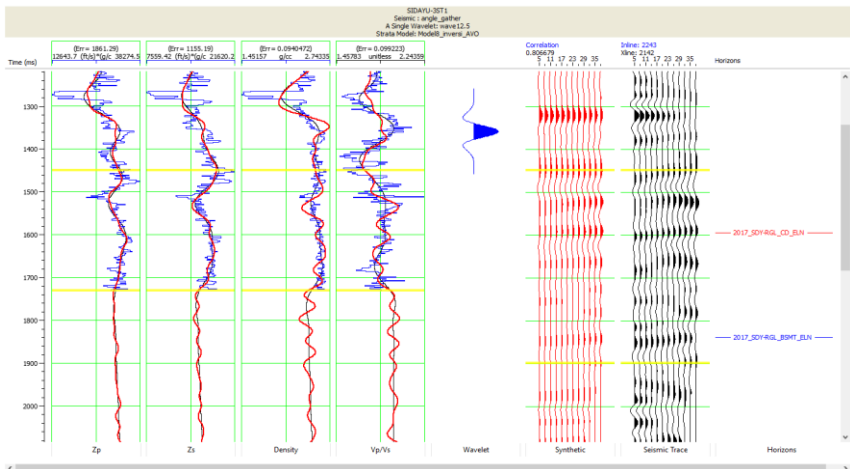 SIDAYU-3ST1
Seismic : angle_gather
A Single Wavelet: wave12.5
Strata Model: Model8_inversi_AVO
(Err= 1861.29) (Err= 1155.19) (Err= 0.0940472) (Err= 0.099223) Correlation Inline: 2243
Time (ms) 12643.7 (ft/s)*(g/c 38274.5 7559.42 (ft/s)*(g/c 21620.2 1.45157 g/cc 2.74335 1.45783 unitless 2.24359 0.806679 Xline: 2142 Horizons
5 11 17 23 29 35 5 11 17 23 29 35
1300
1400
1500
1600
2017_SDY-RGL_CD_ELN
1700
1800
2017_SDY-RGL_BSMT_ELN
1900
2000
Zp Zs Density Vp/Vs Wavelet Synthetic Seismic Trace Horizons